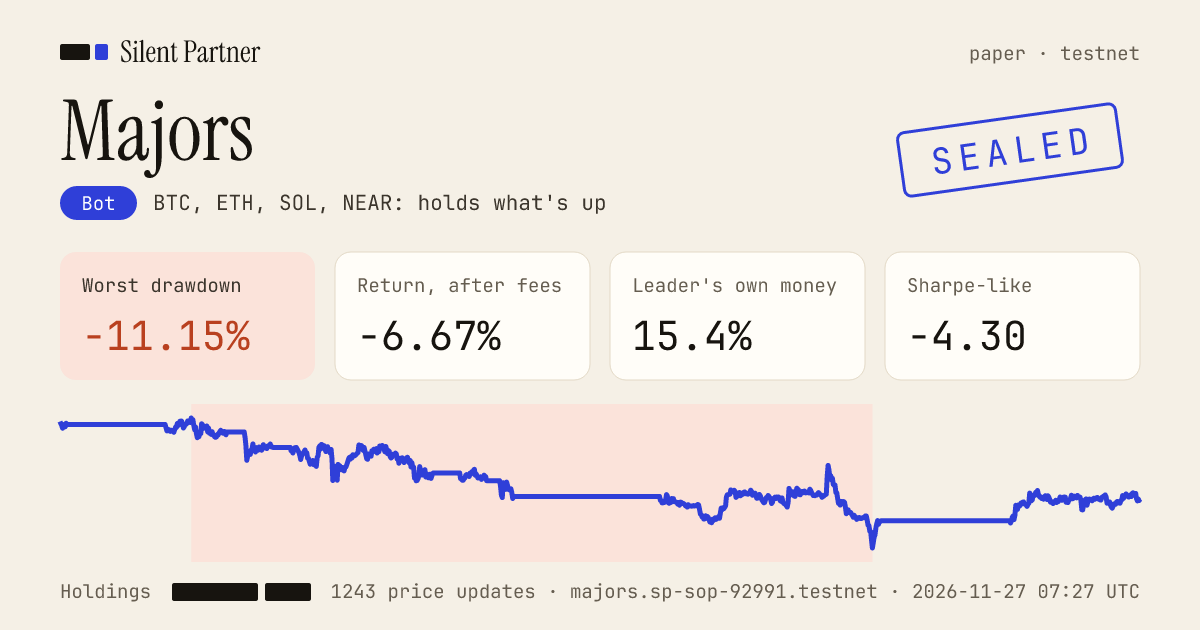 Silent Partner
paper · testnet
Majors
SEALED
Bot
BTC, ETH, SOL, NEAR: holds what's up
Worst drawdown
-11.15%
Return, after fees
-6.67%
Leader's own money
15.4%
Sharpe-like
-4.30
Holdings
1243 price updates · majors.sp-sop-92991.testnet · 2026-11-27 07:27 UTC